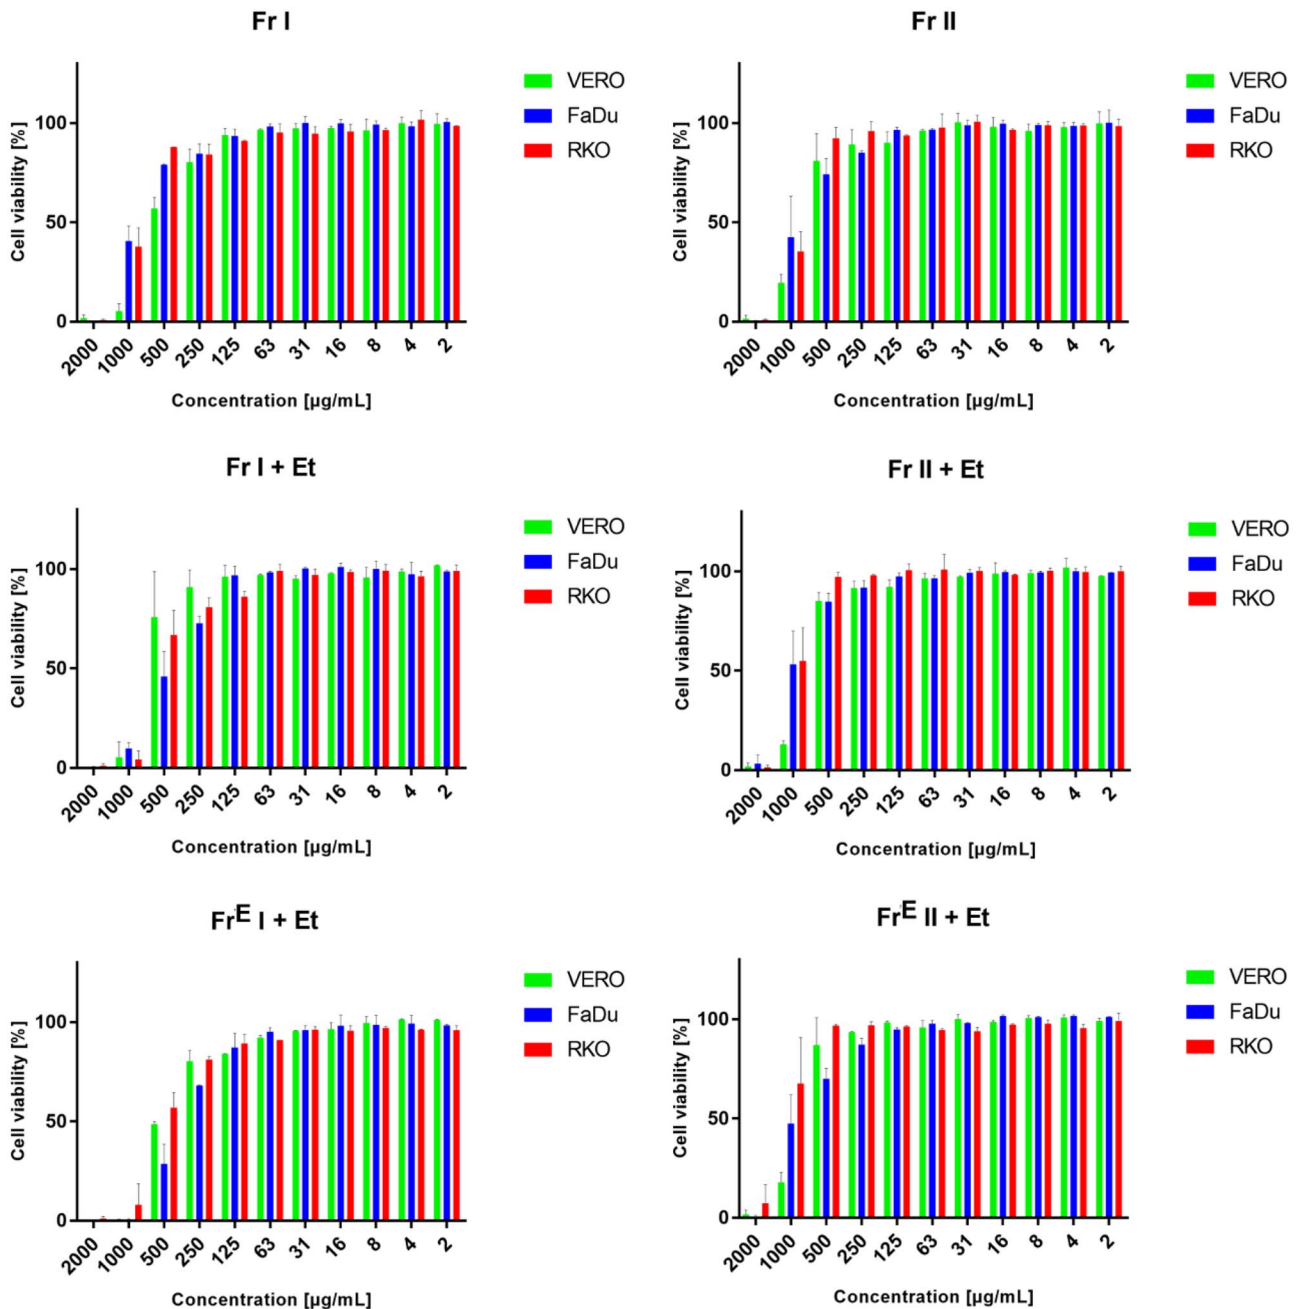 Fr I
Cell viability [%]
100
50
0
2000 1000 500 250 125 63 31 16 8 4 2
Concentration [µg/mL]
VERO
FaDu
RKO
Fr II
Cell viability [%]
100
50
0
2000 1000 500 250 125 63 31 16 8 4 2
Concentration [µg/mL]
VERO
FaDu
RKO
Fr I + Et
Cell viability [%]
100
50
0
2000 1000 500 250 125 63 31 16 8 4 2
Concentration [µg/mL]
VERO
FaDu
RKO
Fr II + Et
Cell viability [%]
100
50
0
2000 1000 500 250 125 63 31 16 8 4 2
Concentration [µg/mL]
VERO
FaDu
RKO
Fr^E I + Et
Cell viability [%]
100
50
0
2000 1000 500 250 125 63 31 16 8 4 2
Concentration [µg/mL]
VERO
FaDu
RKO
Fr^E II + Et
Cell viability [%]
100
50
0
2000 1000 500 250 125 63 31 16 8 4 2
Concentration [µg/mL]
VERO
FaDu
RKO